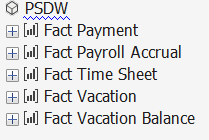 PSDW
Fact Payment
Fact Payroll Accrual
Fact Time Sheet
Fact Vacation
Fact Vacation Balance